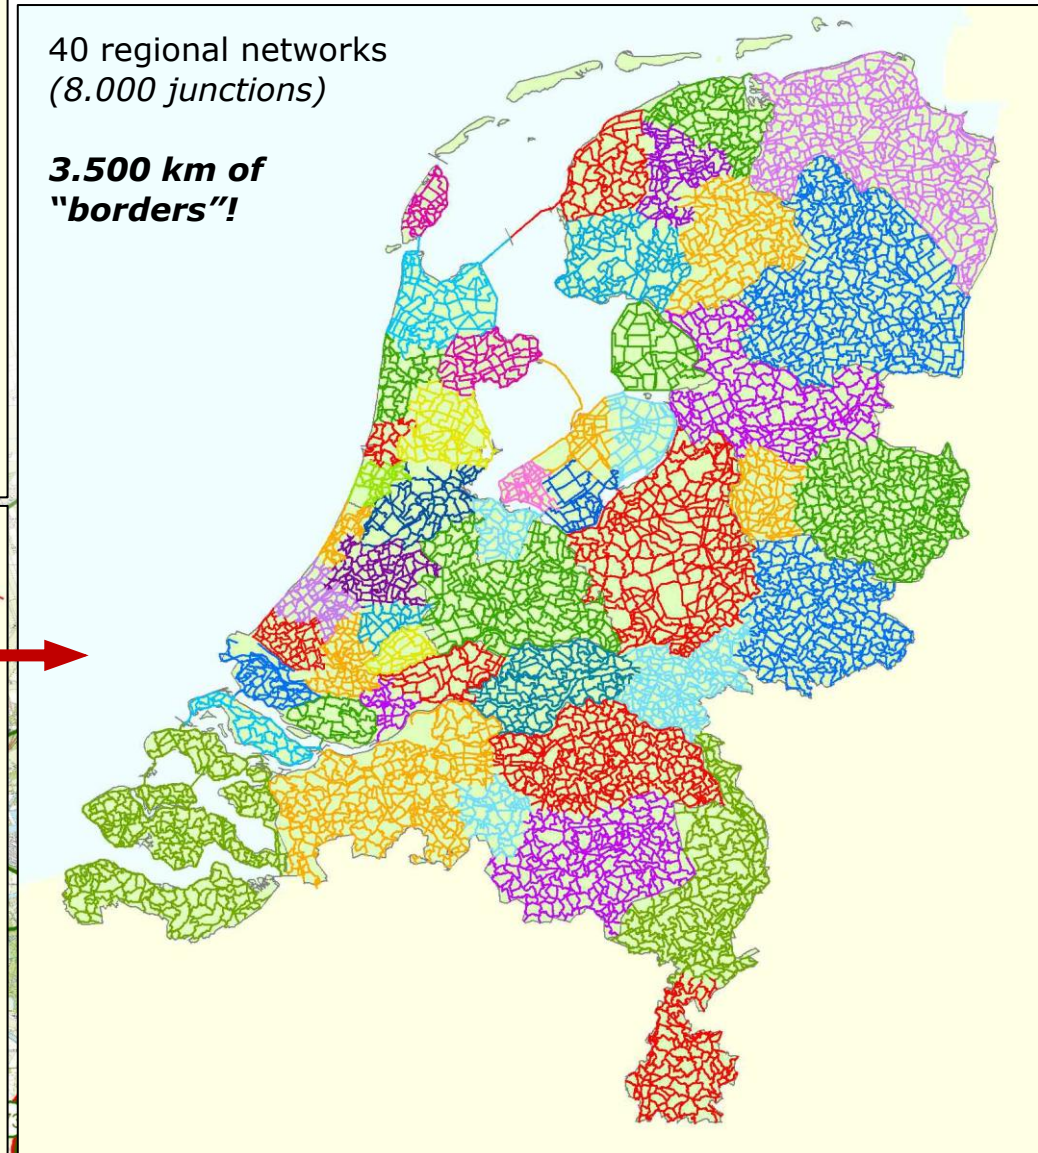 40 regional networks
(8.000 junctions)
3.500 km of
“borders”!